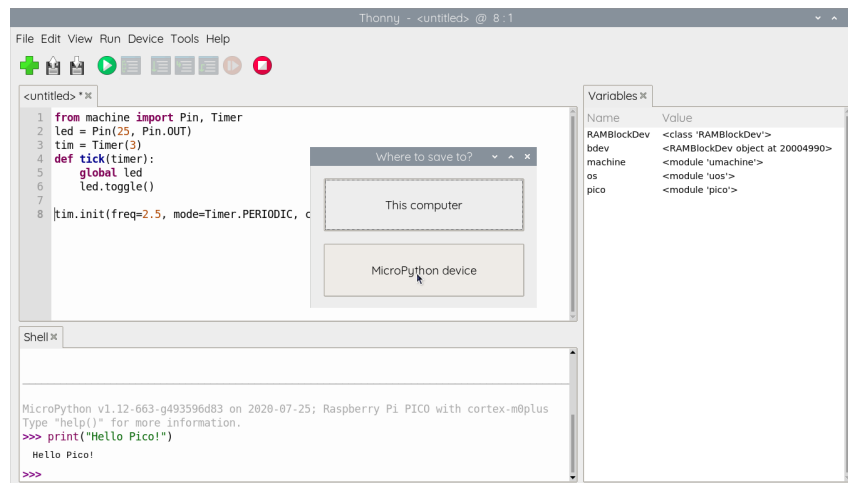 Thonny - <untitled> @ 8:1
File Edit View Run Device Tools Help
<untitled> *
1 from machine import Pin, Timer
2 led = Pin(25, Pin.OUT)
3 tim = Timer(3)
4 def tick(timer):
5     global led
6     led.toggle()
7
8 tim.init(freq=2.5, mode=Timer.PERIODIC, c
Where to save to?
This computer
MicroPython device
Variables
Name Value
RAMBlockDev <class 'RAMBlockDev'>
bdev <RAMBlockDev object at 20004990>
machine <module 'umachine'>
os <module 'uos'>
pico <module 'pico'>
Shell
MicroPython v1.12-663-g493596d83 on 2020-07-25; Raspberry Pi PICO with cortex-m0plus
Type "help()" for more information.
>>> print("Hello Pico!")
Hello Pico!
>>>